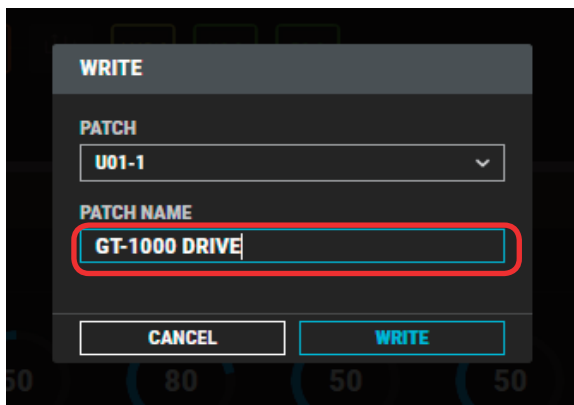 WRITE
PATCH
U01-1
PATCH NAME
GT-1000 DRIVE
CANCEL
WRITE
50
80
50
50